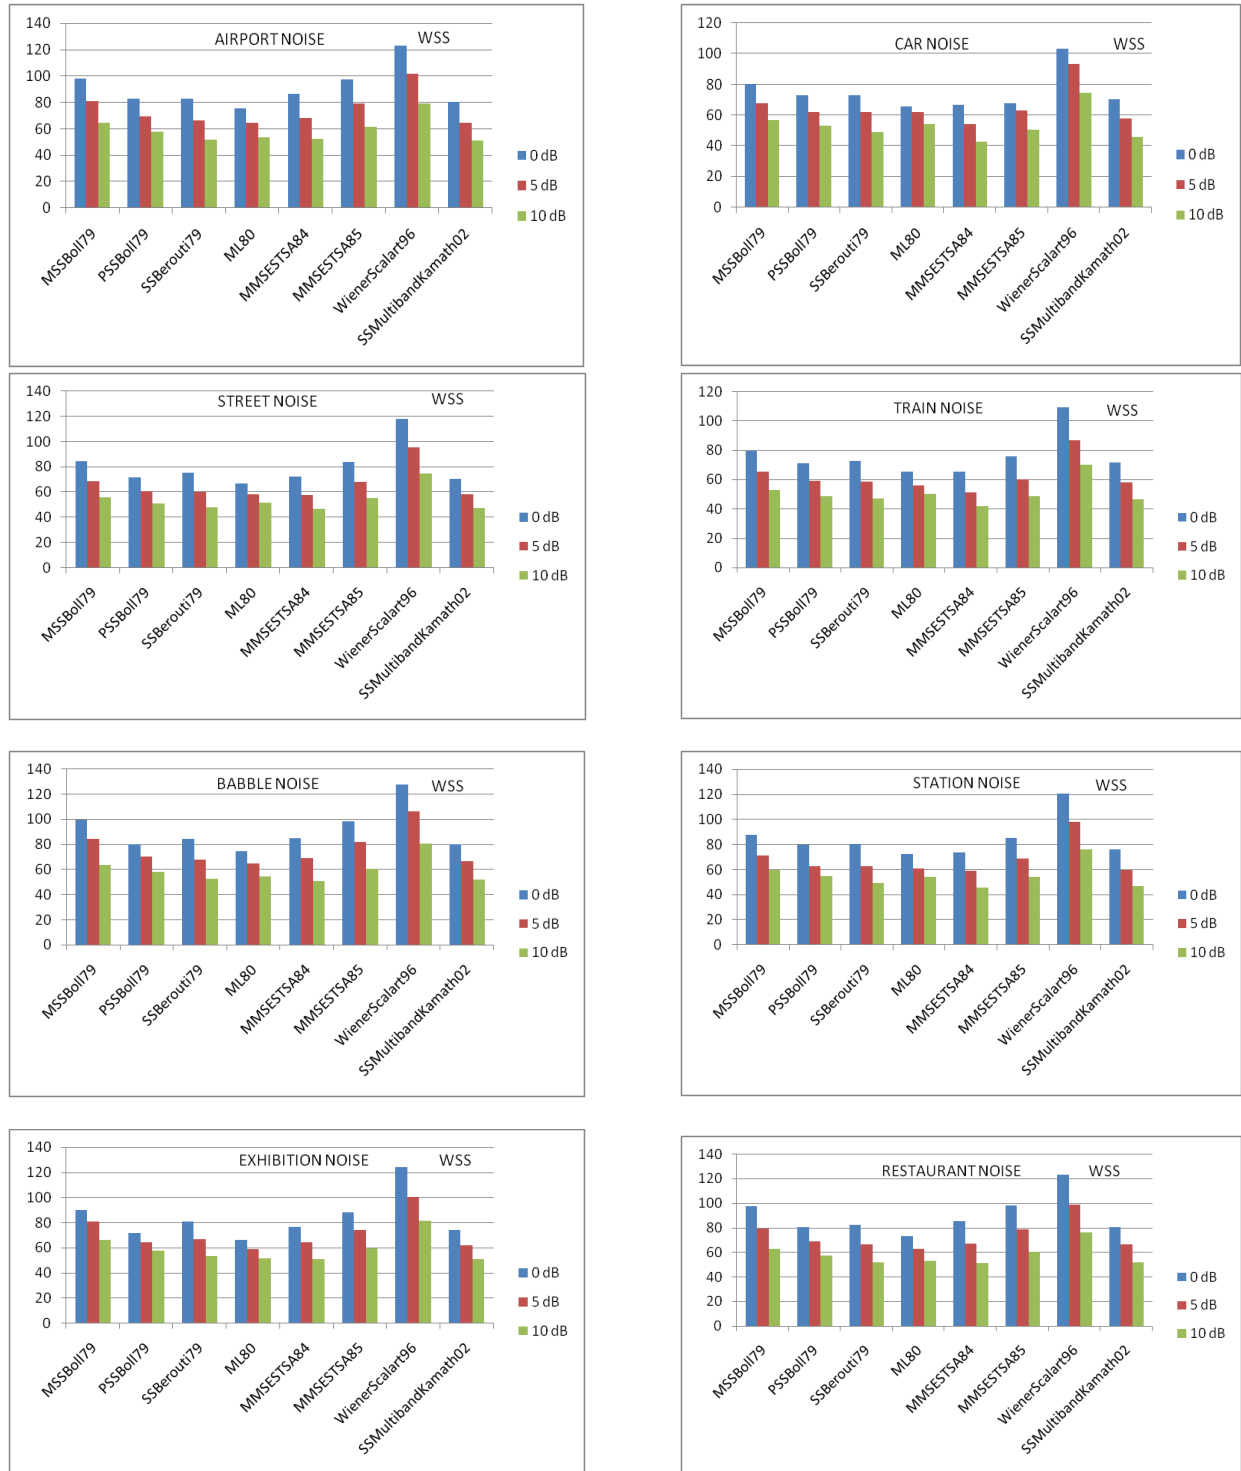 AIRPORT NOISE WSS
140
120
100
80
60
40
20
0
0 dB
5 dB
10 dB
MSSBoll79
PSSBoll79
SSBerouti79
ML80
MMSESTSA84
MMSESTSA85
WienerScalart96
SSMultibandKamath02
CAR NOISE WSS
120
100
80
60
40
20
0
0 dB
5 dB
10 dB
MSSBoll79
PSSBoll79
SSBerouti79
ML80
MMSESTSA84
MMSESTSA85
WienerScalart96
SSMultibandKamath02
STREET NOISE WSS
140
120
100
80
60
40
20
0
0 dB
5 dB
10 dB
MSSBoll79
PSSBoll79
SSBerouti79
ML80
MMSESTSA84
MMSESTSA85
WienerScalart96
SSMultibandKamath02
TRAIN NOISE WSS
120
100
80
60
40
20
0
0 dB
5 dB
10 dB
MSSBoll79
PSSBoll79
SSBerouti79
ML80
MMSESTSA84
MMSESTSA85
WienerScalart96
SSMultibandKamath02
BABBLE NOISE WSS
140
120
100
80
60
40
20
0
0 dB
5 dB
10 dB
MSSBoll79
PSSBoll79
SSBerouti79
ML80
MMSESTSA84
MMSESTSA85
WienerScalart96
SSMultibandKamath02
STATION NOISE WSS
140
120
100
80
60
40
20
0
0 dB
5 dB
10 dB
MSSBoll79
PSSBoll79
SSBerouti79
ML80
MMSESTSA84
MMSESTSA85
WienerScalart96
SSMultibandKamath02
EXHIBITION NOISE WSS
140
120
100
80
60
40
20
0
0 dB
5 dB
10 dB
MSSBoll79
PSSBoll79
SSBerouti79
ML80
MMSESTSA84
MMSESTSA85
WienerScalart96
SSMultibandKamath02
RESTAURANT NOISE WSS
140
120
100
80
60
40
20
0
0 dB
5 dB
10 dB
MSSBoll79
PSSBoll79
SSBerouti79
ML80
MMSESTSA84
MMSESTSA85
WienerScalart96
SSMultibandKamath02